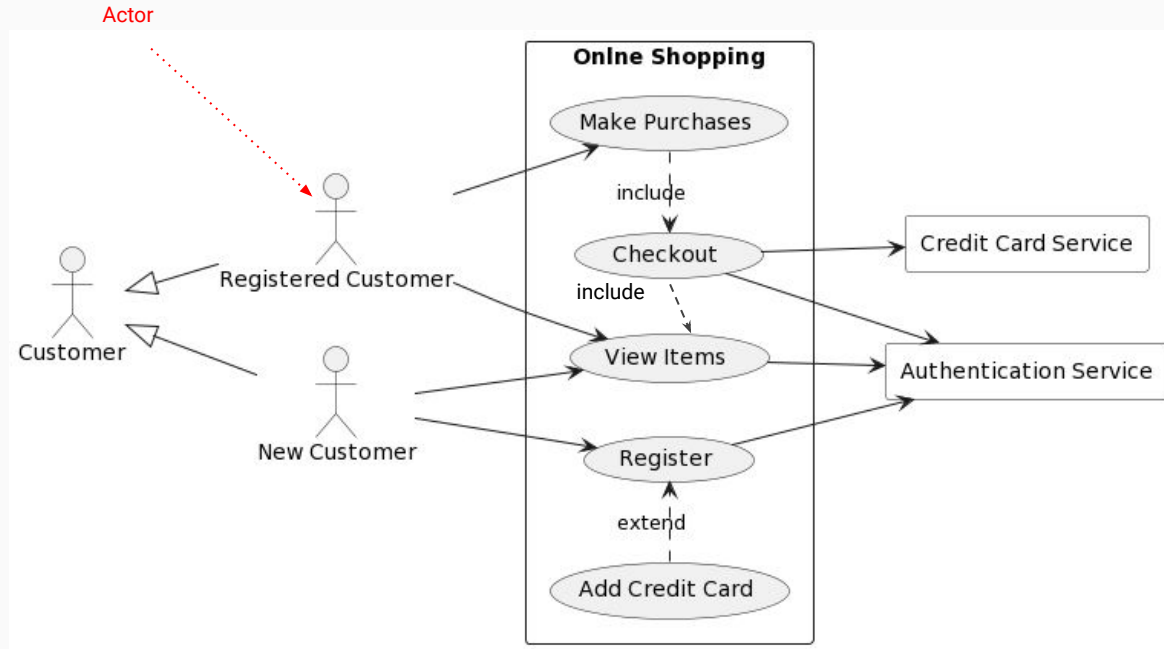 Actor
Onlne Shopping
Make Purchases
include
Checkout
Credit Card Service
Registered Customer
include
Customer
View Items
Authentication Service
New Customer
Register
extend
Add Credit Card